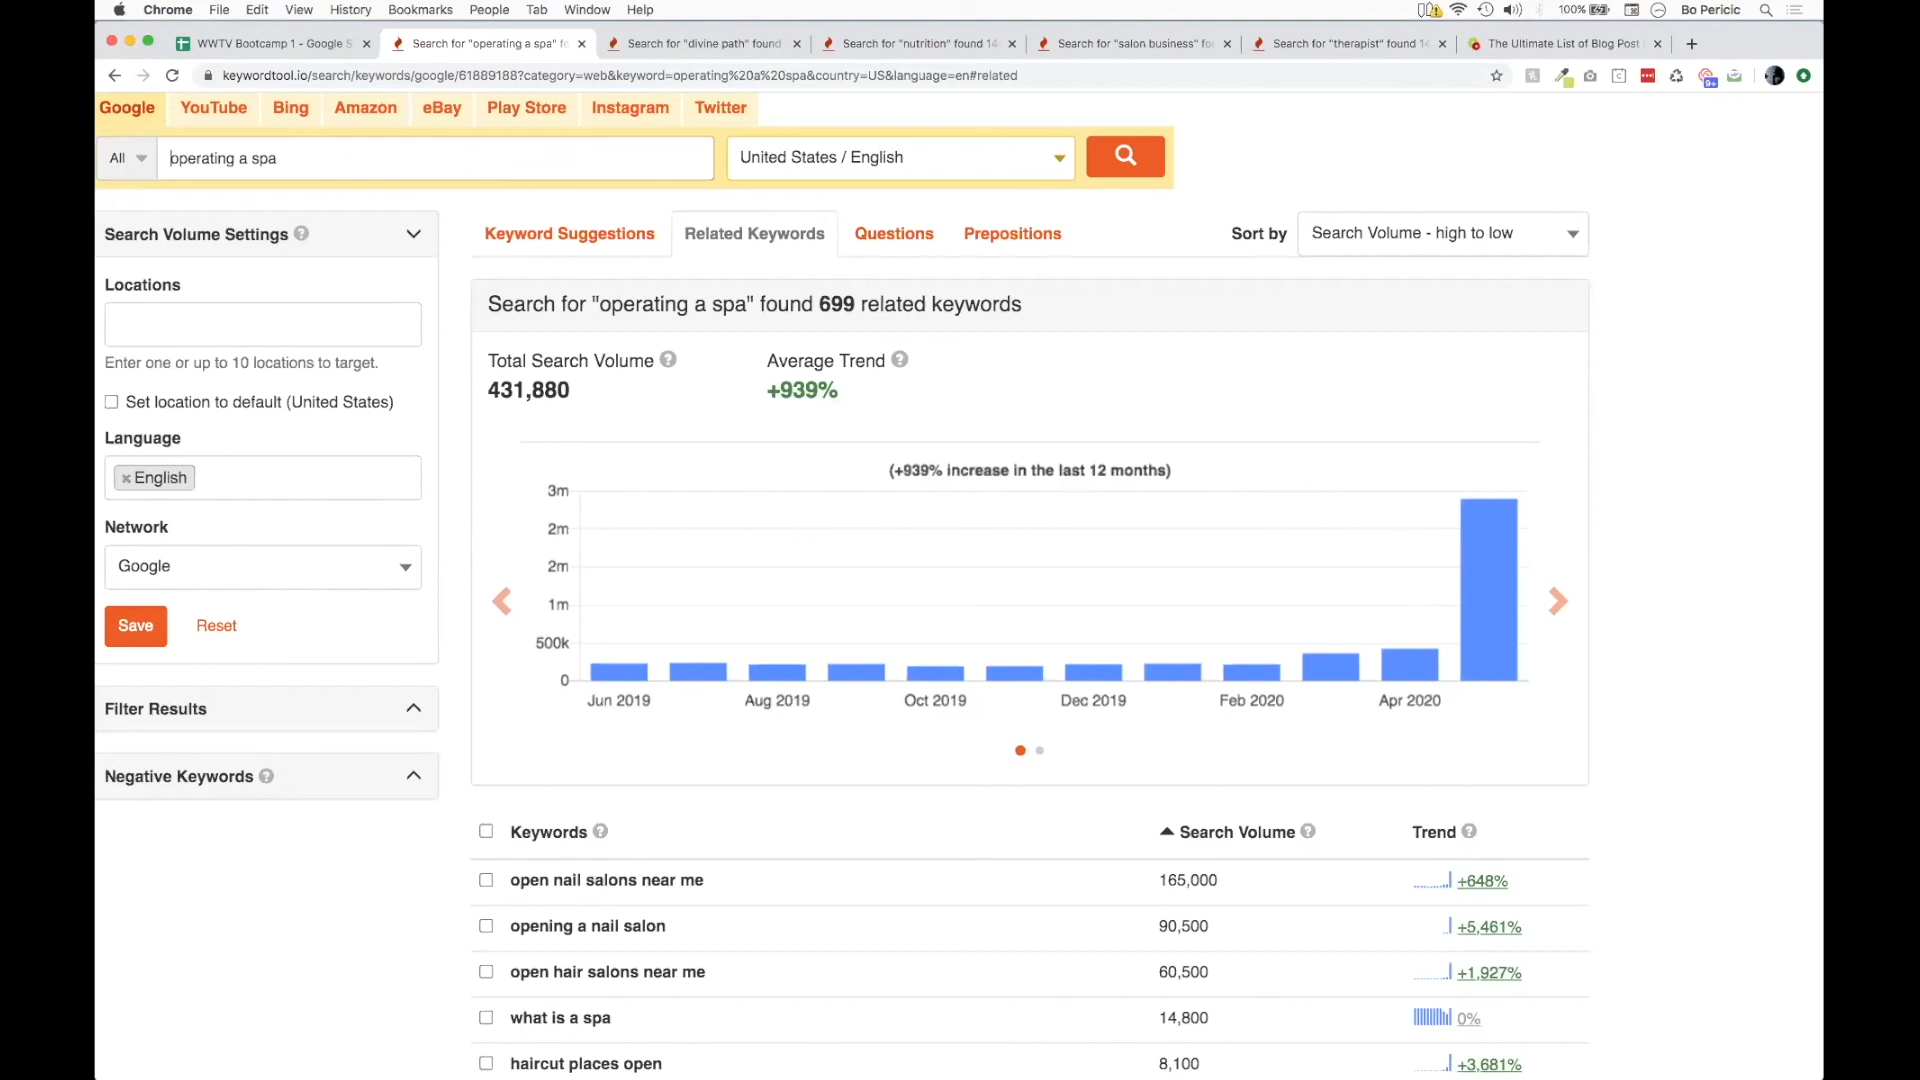 Chrome File Edit View History Bookmarks People Tab Window Help 100% Bo Pericic
WWTV Bootcamp 1 - Google S Search for "operating a spa" fo Search for "divine path" found Search for "nutrition" found 14 Search for "salon business" fo Search for "therapist" found 14 The Ultimate List of Blog Post
keywordtool.io/search/keywords/google/61889188?category=web&keyword=operating%20a%20spa&country=US&language=en#related
Google YouTube Bing Amazon eBay Play Store Instagram Twitter
All operating a spa United States / English
Search Volume Settings
Locations
Enter one or up to 10 locations to target.
Set location to default (United States)
Language
× English
Network
Google
Save Reset
Filter Results
Negative Keywords
Keyword Suggestions Related Keywords Questions Prepositions Sort by Search Volume - high to low
Search for "operating a spa" found 699 related keywords
Total Search Volume Average Trend
431,880 +939%
(+939% increase in the last 12 months)
3m
2m
2m
1m
500k
0
Jun 2019 Aug 2019 Oct 2019 Dec 2019 Feb 2020 Apr 2020
Keywords Search Volume Trend
open nail salons near me 165,000 +648%
opening a nail salon 90,500 +5,461%
open hair salons near me 60,500 +1,927%
what is a spa 14,800 0%
haircut places open 8,100 +3,681%